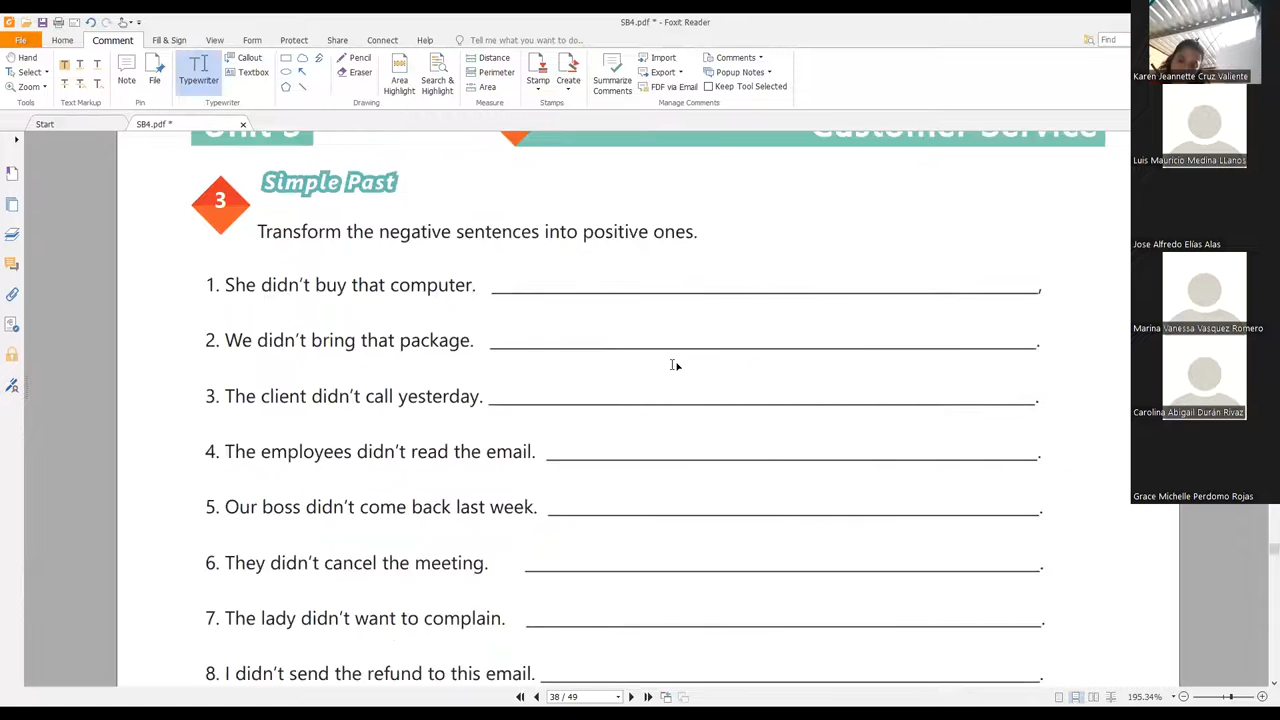 SB4.pdf * - Foxit Reader
File Home Comment Fill & Sign View Form Protect Share Connect Help Tell me what you want to do.. Find
Hand
Select
Zoom
Tools
Text Markup
Note
File
Pin
Typewriter
Callout
Textbox
Typewriter
Pencil
Eraser
Drawing
Area Highlight
Search & Highlight
Distance
Perimeter
Area
Measure
Stamp
Create
Stamps
Summarize Comments
Import
Export
FDF via Email
Comments
Popup Notes
Keep Tool Selected
Manage Comments
Start
SB4.pdf *
Customer Service
3
Simple Past
Transform the negative sentences into positive ones.
1. She didn't buy that computer. ,
2. We didn't bring that package. .
3. The client didn't call yesterday. .
4. The employees didn't read the email. .
5. Our boss didn't come back last week. .
6. They didn't cancel the meeting. .
7. The lady didn't want to complain. .
8. I didn't send the refund to this email. .
38 / 49
195.34%
Karen Jeannette Cruz Valiente
Luis Mauricio Medina LLanos
Jose Alfredo Elías Alas
Marina Vanessa Vasquez Romero
Carolina Abigail Durán Rivaz
Grace Michelle Perdomo Rojas